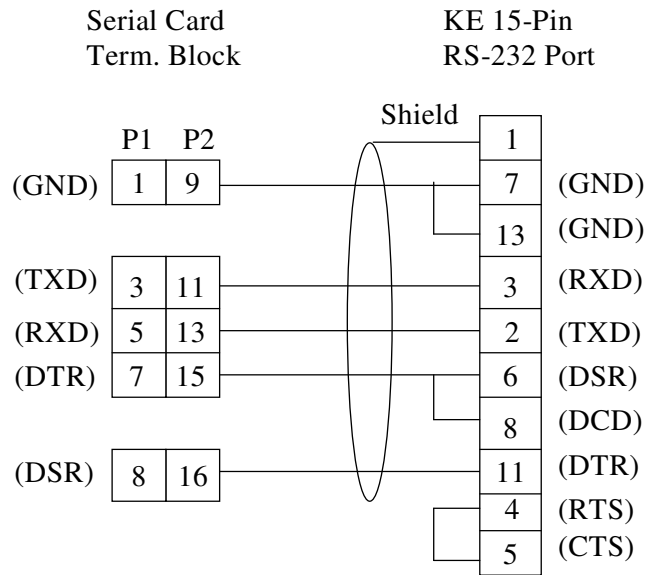 Serial Card KE 15-Pin
Term. Block RS-232 Port
Shield
P1 P2 1
(GND) 1 9 7 (GND)
13 (GND)
(TXD) 3 11 3 (RXD)
(RXD) 5 13 2 (TXD)
(DTR) 7 15 6 (DSR)
8 (DCD)
(DSR) 8 16 11 (DTR)
4 (RTS)
5 (CTS)